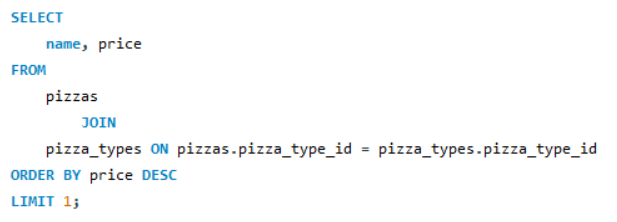 SELECT
name, price
FROM
pizzas
JOIN
pizza_types ON pizzas.pizza_type_id = pizza_types.pizza_type_id
ORDER BY price DESC
LIMIT 1;